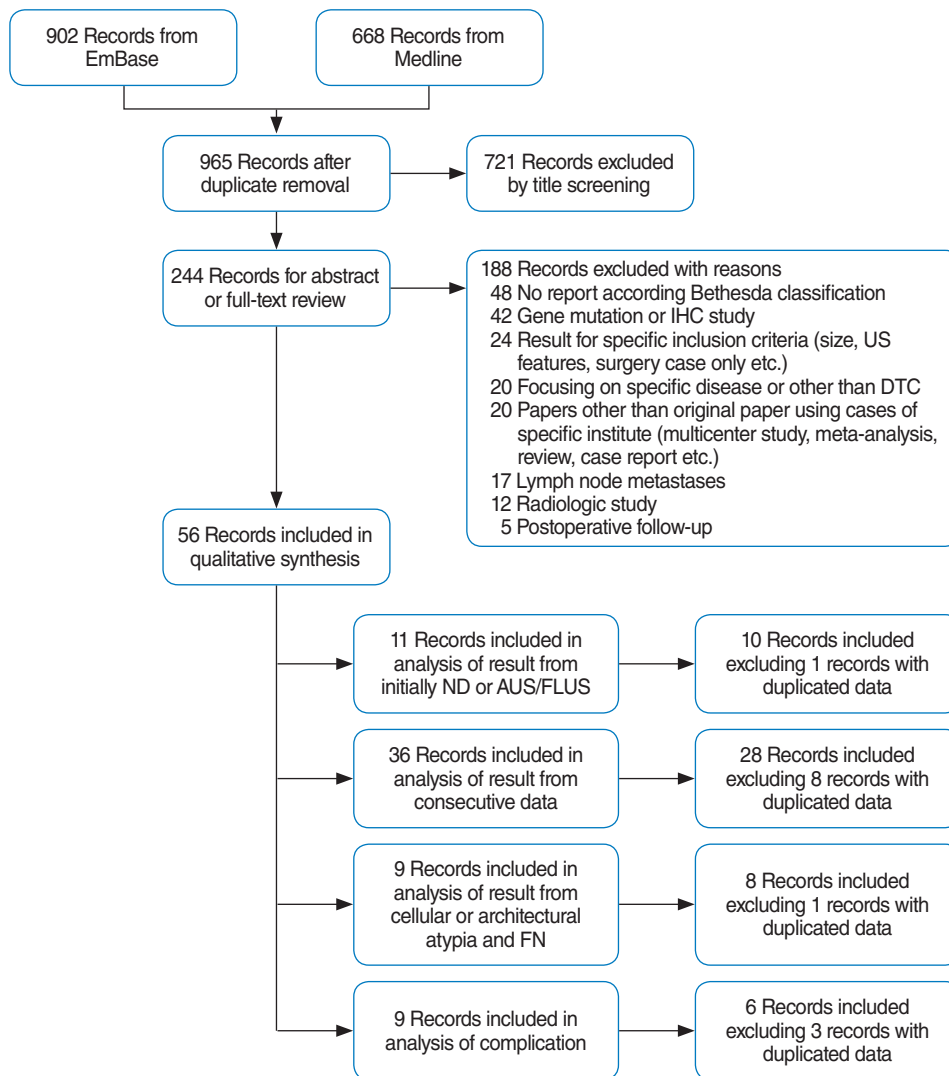 902 Records from
EmBase
668 Records from
Medline
965 Records after
duplicate removal
721 Records excluded
by title screening
244 Records for abstract
or full-text review
188 Records excluded with reasons
48 No report according Bethesda classification
42 Gene mutation or IHC study
24 Result for specific inclusion criteria (size, US
features, surgery case only etc.)
20 Focusing on specific disease or other than DTC
20 Papers other than original paper using cases of
specific institute (multicenter study, meta-analysis,
review, case report etc.)
17 Lymph node metastases
12 Radiologic study
5 Postoperative follow-up
56 Records included in
qualitative synthesis
11 Records included in
analysis of result from
initially ND or AUS/FLUS
10 Records included
excluding 1 records with
duplicated data
36 Records included in
analysis of result from
consecutive data
28 Records included
excluding 8 records with
duplicated data
9 Records included in
analysis of result from
cellular or architectural
atypia and FN
8 Records included
excluding 1 records with
duplicated data
9 Records included in
analysis of complication
6 Records included
excluding 3 records with
duplicated data